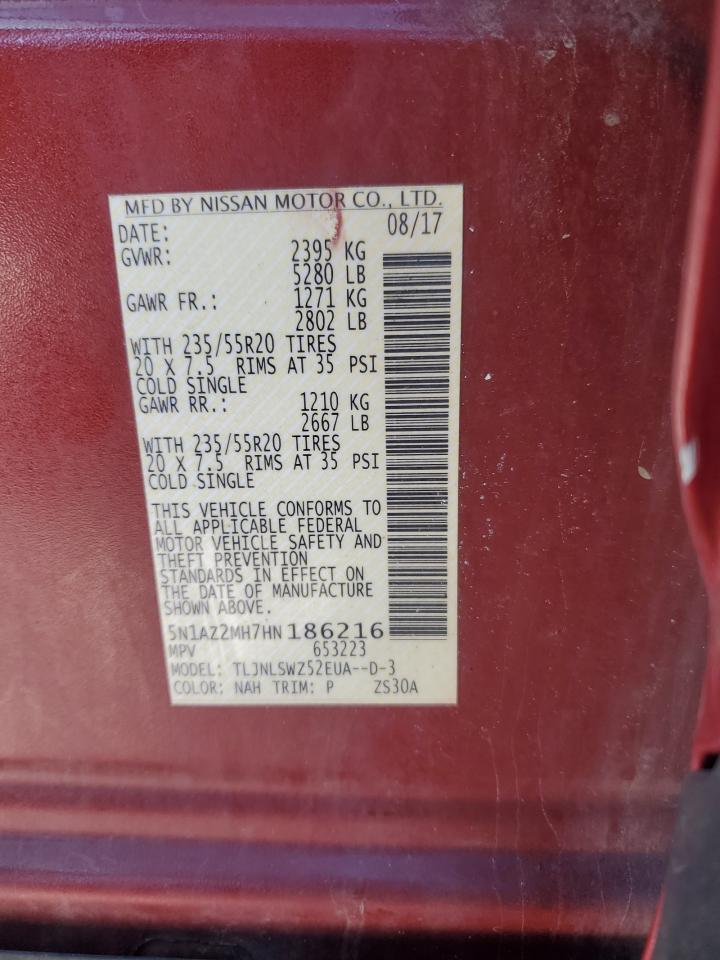 MFD BY NISSAN MOTOR CO., LTD.
DATE: 08/17
GVWR: 2395 KG
5280 LB
GAWR FR.: 1271 KG
2802 LB
WITH 235/55R20 TIRES
20 X 7.5 RIMS AT 35 PSI
COLD SINGLE
GAWR RR.: 1210 KG
2667 LB
WITH 235/55R20 TIRES
20 X 7.5 RIMS AT 35 PSI
COLD SINGLE
THIS VEHICLE CONFORMS TO
ALL APPLICABLE FEDERAL
MOTOR VEHICLE SAFETY AND
THEFT PREVENTION
STANDARDS IN EFFECT ON
THE DATE OF MANUFACTURE
SHOWN ABOVE.
5N1AZ2MH7HN186216
MPV 653223
MODEL: TLJNLSWZ52EUA--D-3
COLOR: NAH TRIM: P ZS30A